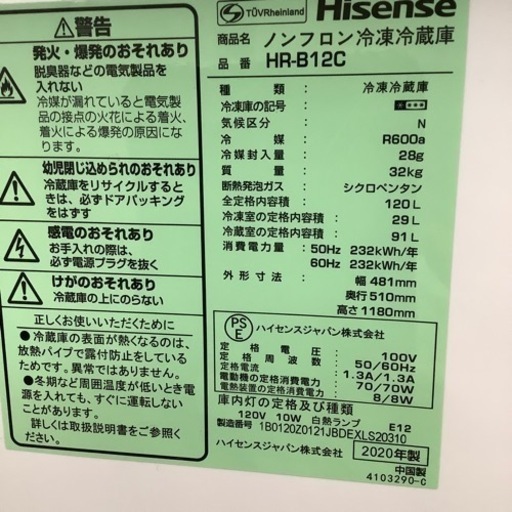 ⚠警告
発火・爆発のおそれあり
脱臭器などの電気製品を
入れない
冷媒が漏れていると電気製
品の接点の火花による着火、
着火による爆発の原因にな
ります。
幼児閉じ込められのおそれあり
冷蔵庫をリサイクルするとき
は、必ずドアパッキング
をはずす
感電のおそれあり
お手入れの際は、
必ず電源プラグを抜く
けがのおそれあり
冷蔵庫の上にのらない
正しくお使いいただくために
●冷蔵庫の表面が熱くなるのは、
放熱パイプで露付防止をしている
ためです。異常ではありません。
●冬期など周囲温度が低いとき電
源を入れても、すぐに運転しない
ことがあります。
詳しくは取扱説明書をご参照ください。
TÜVRheinland
Hisense
商品名 ノンフロン冷凍冷蔵庫
品番 HR-B12C
種類 : 冷凍冷蔵庫
冷凍庫の記号 :
気候区分 : N
冷媒 : R600a
冷媒封入量 : 28g
質量 : 32kg
断熱発泡ガス : シクロペンタン
全定格内容積 : 120L
冷凍室の定格内容積 : 29L
冷蔵室の定格内容積 : 91L
消費電力量 : 50Hz 232kWh/年
60Hz 232kWh/年
外形寸法 : 幅 481mm
奥行 510mm
高さ 1180mm
PSE
ハイセンスジャパン株式会社
定格電圧 : 100V
定格周波数 : 50/60Hz
電動機の定格消費電流 : 1.3A/1.3A
電動機の定格消費電力 : 70/70W
電熱装置の定格消費電力 : 8/8W
庫内灯の定格及び種類
120V 10W 白熱ランプ E12
製造番号:1B0120Z0121JBDEXLS20310
ハイセンスジャパン株式会社
2020年製
中国製
4103290-C